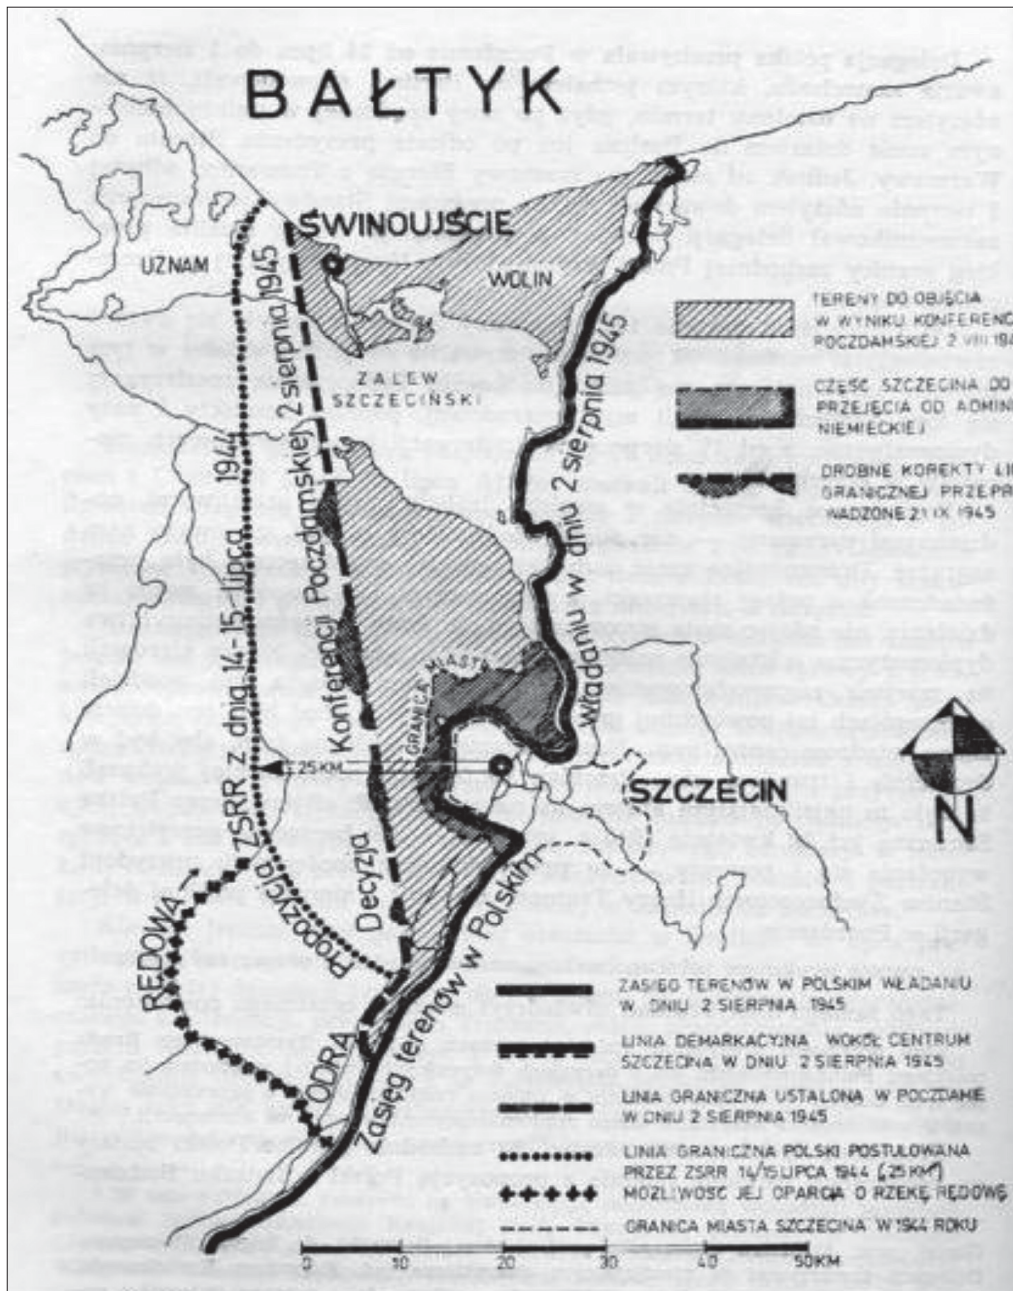 BAŁTYK
ŚWINOUJŚCIE
UZNAM
WOLIN
ZALEW
SZCZECIŃSKI
Propozycja ZSRR z dnia 14-15 lipca 1944
Decyzja Konferencji Poczdamskiej 2 sierpnia 1945
Zasięg terenów w Polskim Władaniu w dniu 2 sierpnia 1945
TERENY DO OBJĘCIA
W WYNIKU KONFERENC
POCZDAMSKIEJ 2 VIII 194
CZĘŚĆ SZCZECINA DO
PRZEJĘCIA OD ADMINI
NIEMIECKIEJ
DROBNE KOREKTY LI
GRANICZNEJ PRZEPR
WADZONE 21 IX 1945
GRANICA MIASTA
25KM
SZCZECIN
N
RĘDOWA
ODRA
ZASIĘG TERENÓW W POLSKIM WŁADANIU
W DNIU 2 SIERPNIA 1945
LINIA DEMARKACYJNA WOKÓŁ CENTRUM
SZCZECINA W DNIU 2 SIERPNIA 1945
LINIA GRANICZNA USTALONA W POCZDAMIE
W DNIU 2 SIERPNIA 1945
LINIA GRANICZNA POLSKI POSTULOWANA
PRZEZ ZSRR 14/15 LIPCA 1944 („25 KM”)
MOŻLIWOŚĆ JEJ OPARCIA O RZEKĘ RĘDOWĘ
GRANICA MIASTA SZCZECINA W 1944 ROKU
0 10 20 30 40 50KM